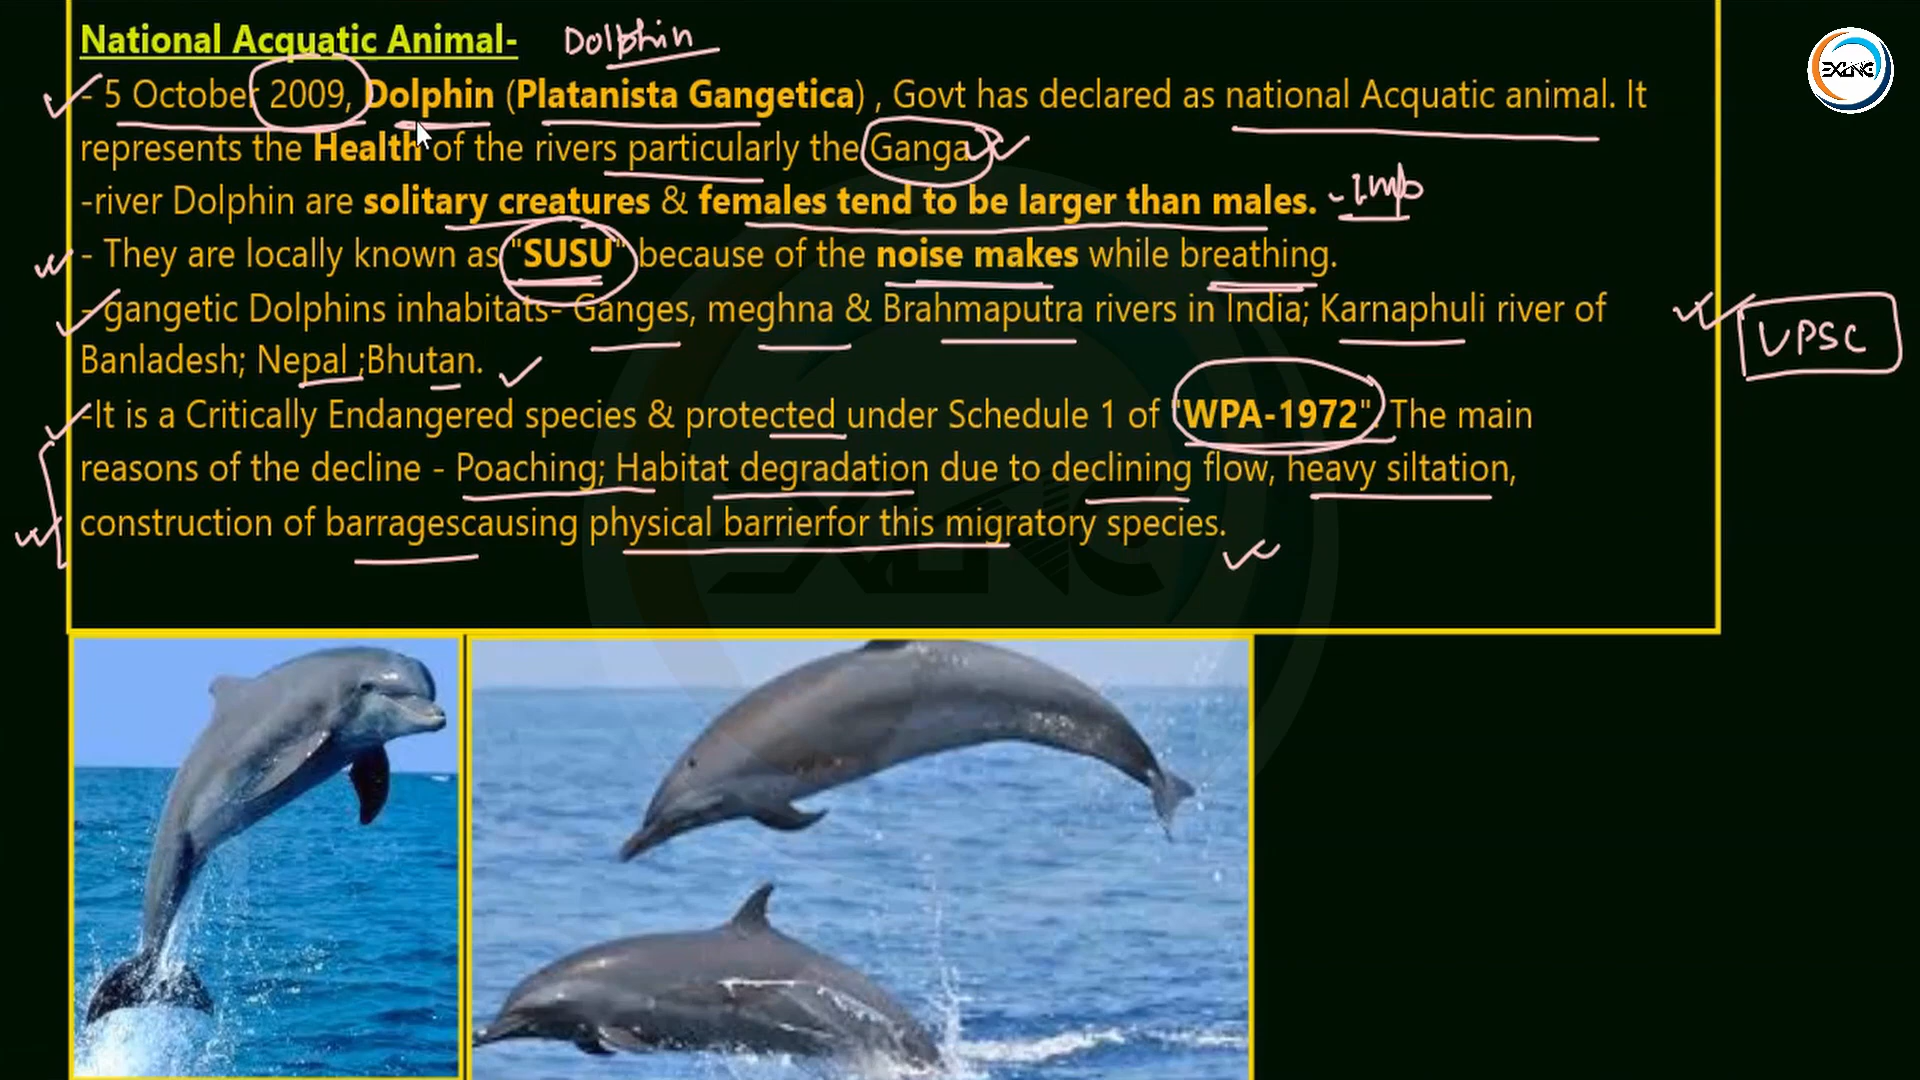 National Acquatic Animal- Dolphin
- 5 October 2009, Dolphin (Platanista Gangetica) , Govt has declared as national Acquatic animal. It
represents the Health of the rivers particularly the Ganga
-river Dolphin are solitary creatures & females tend to be larger than males. - Imp
- They are locally known as "SUSU" because of the noise makes while breathing.
- gangetic Dolphins inhabitats- Ganges, meghna & Brahmaputra rivers in India; Karnaphuli river of
UPSC
Banladesh; Nepal ;Bhutan.
-It is a Critically Endangered species & protected under Schedule 1 of "WPA-1972". The main
reasons of the decline - Poaching; Habitat degradation due to declining flow, heavy siltation,
construction of barragescausing physical barrierfor this migratory species.
EXLNC
EXLNC